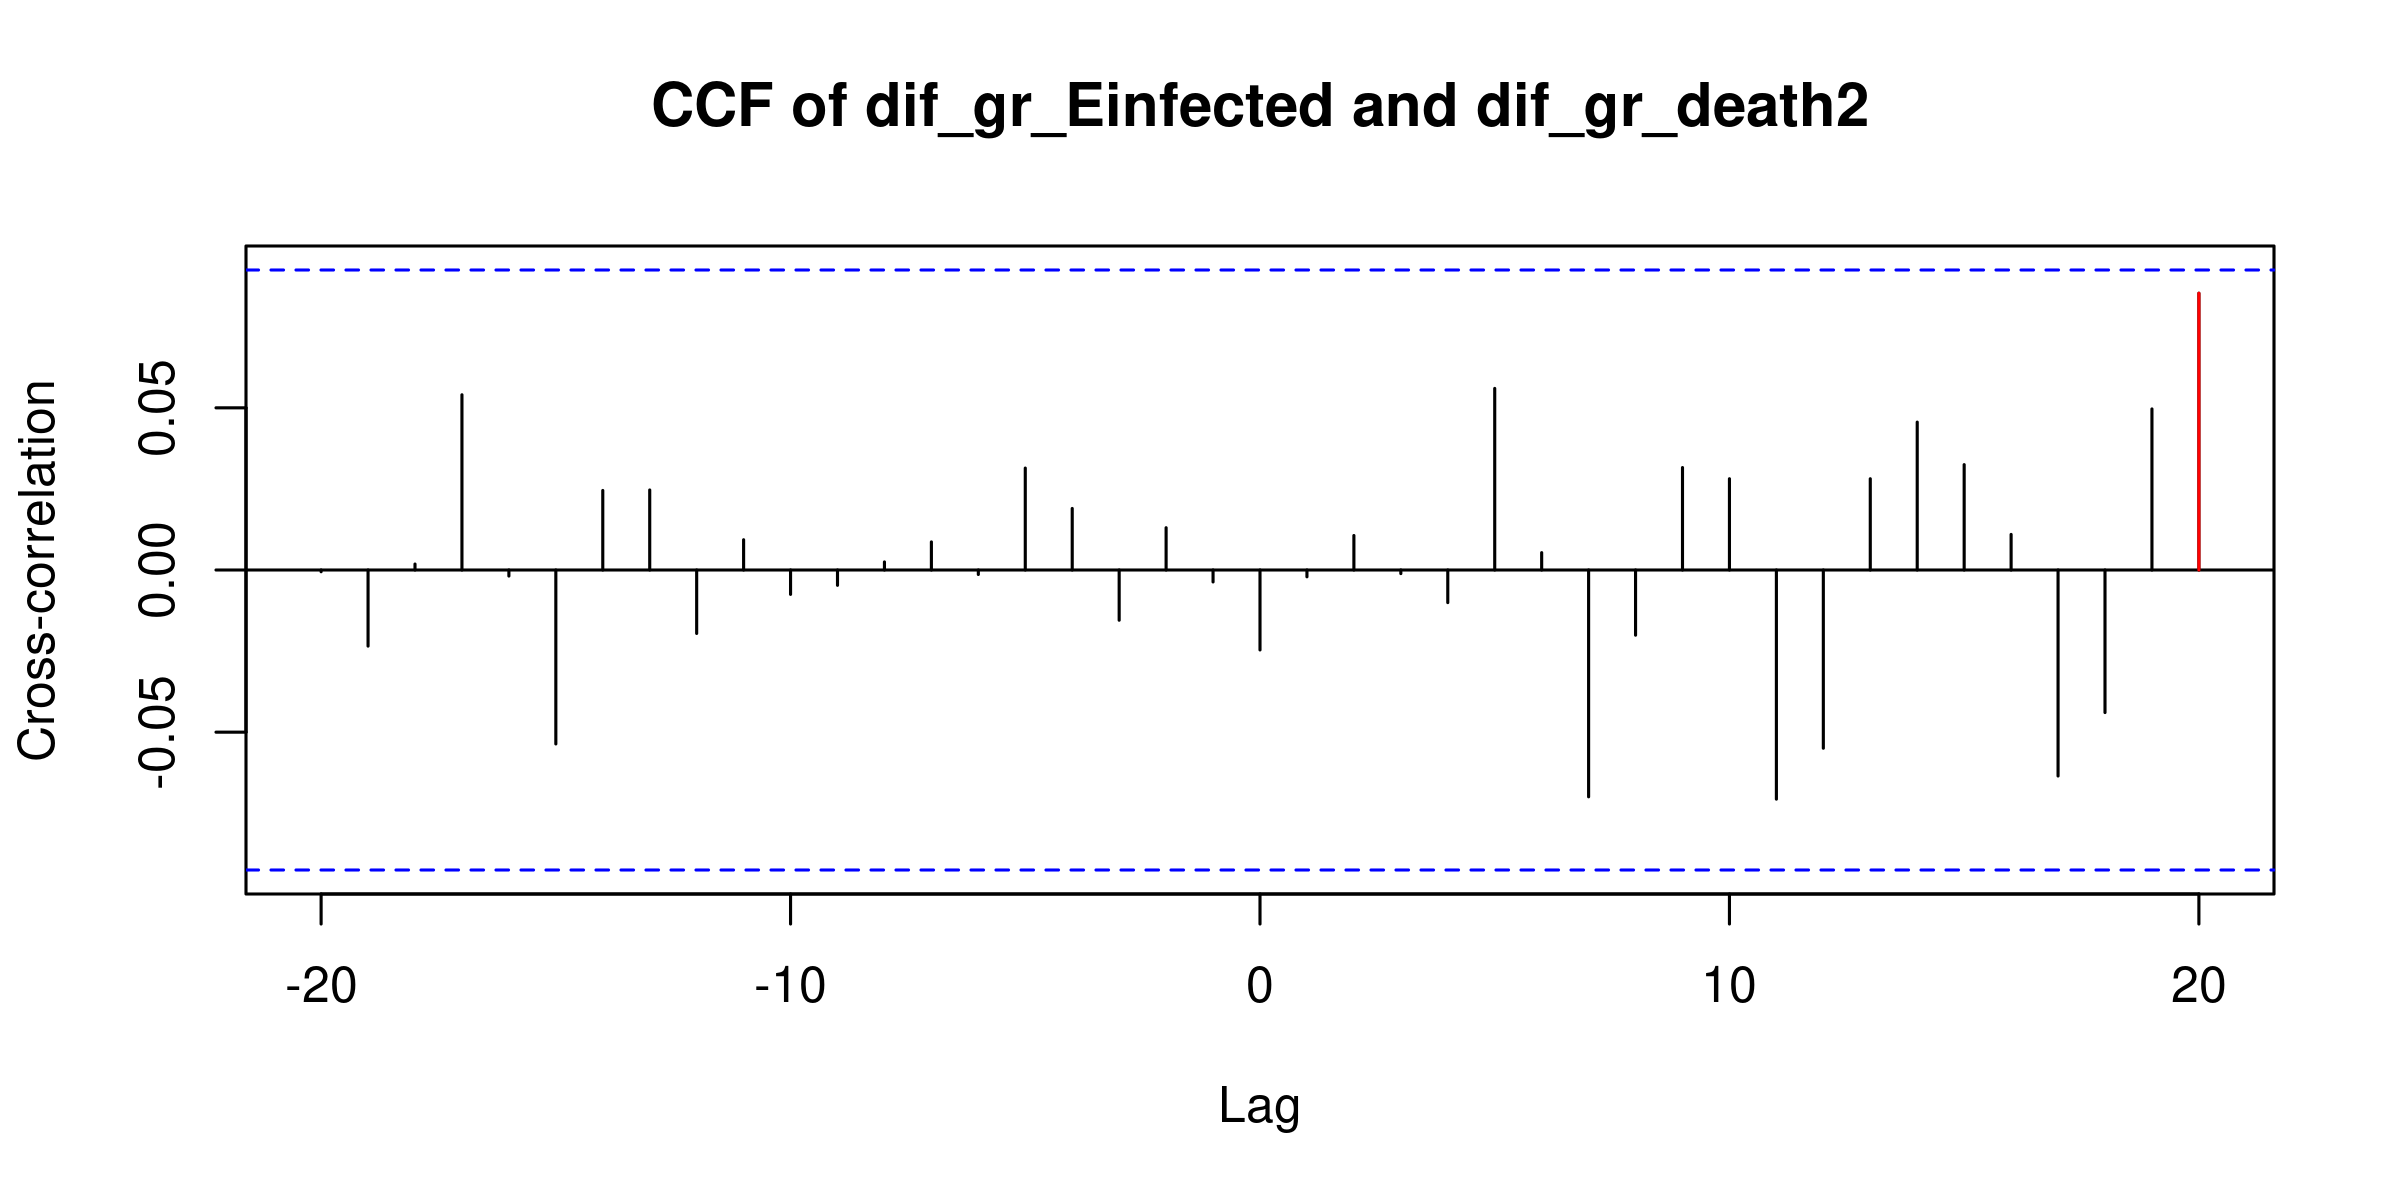 CCF of dif_gr_Einfected and dif_gr_death2
Cross-correlation
0.05
0.00
-0.05
-20 -10 0 10 20
Lag